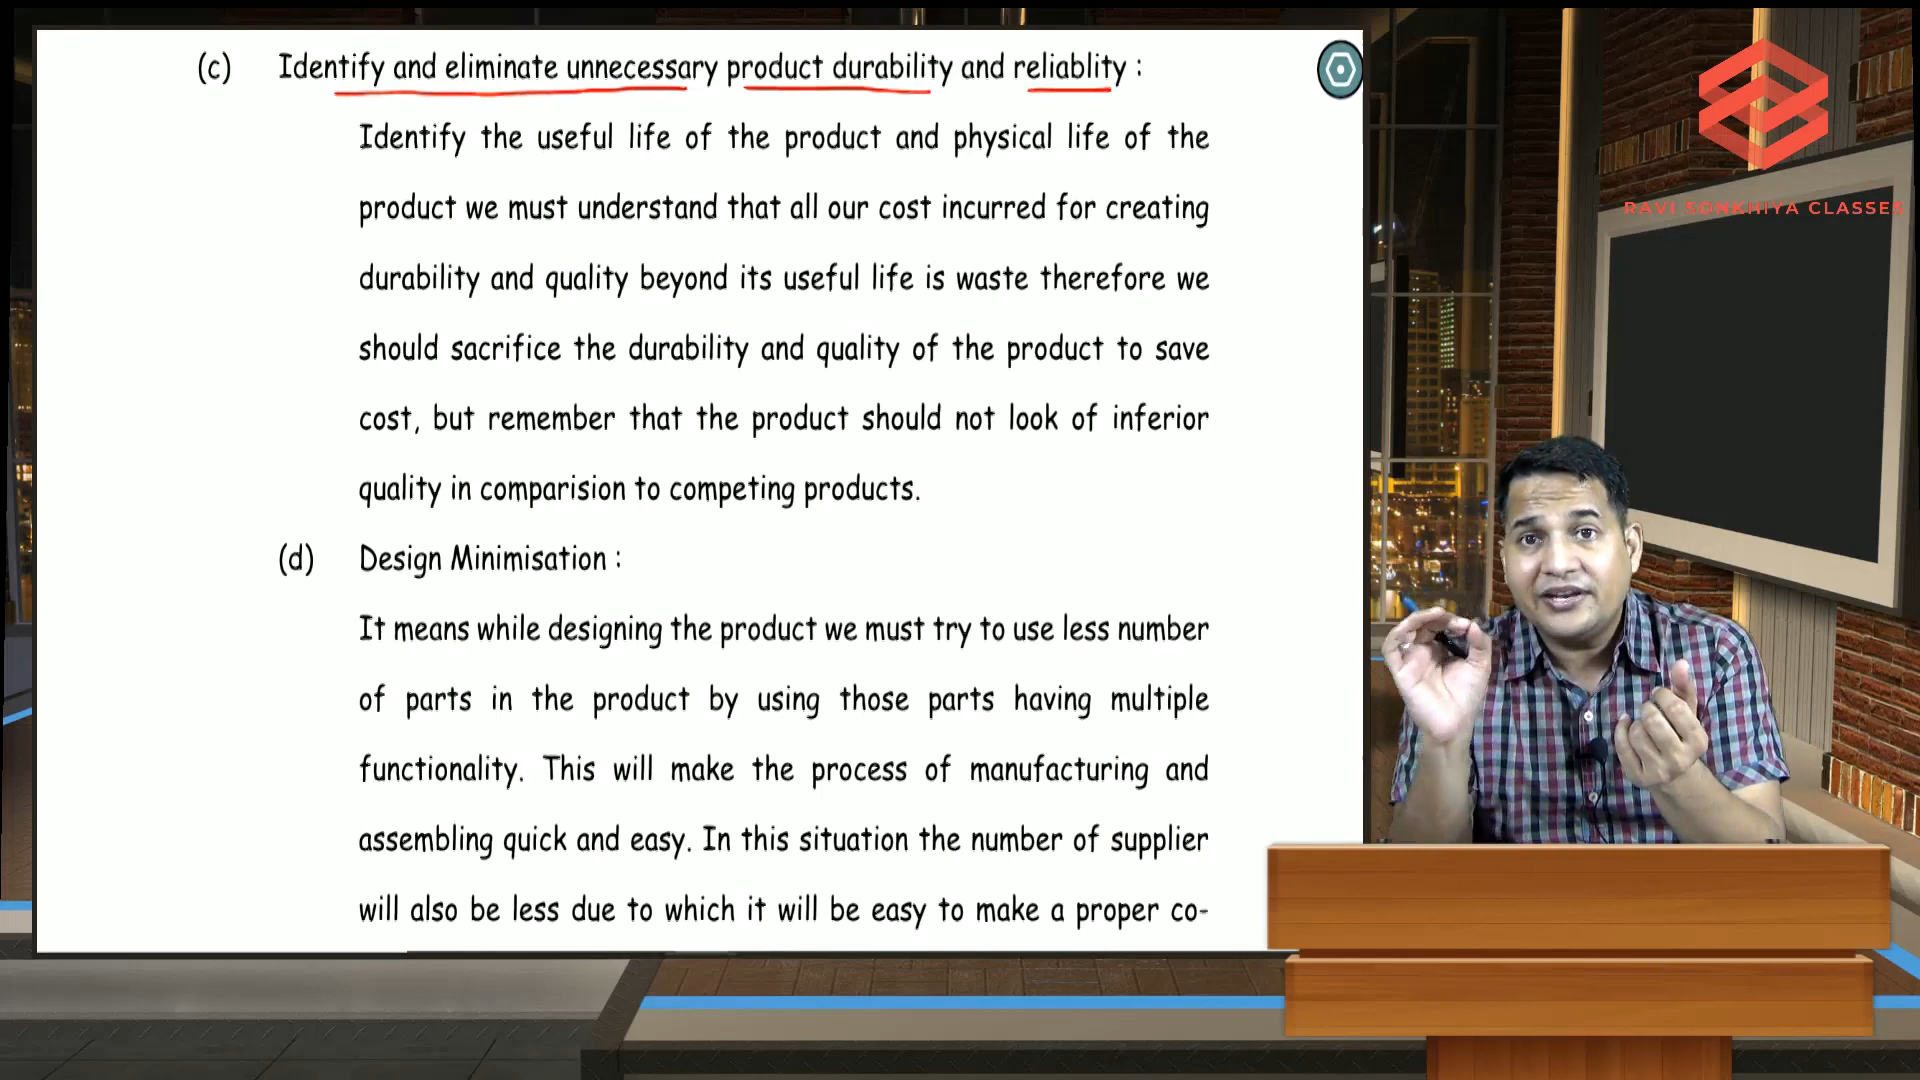 (c) Identify and eliminate unnecessary product durability and reliablity :
Identify the useful life of the product and physical life of the
product we must understand that all our cost incurred for creating
durability and quality beyond its useful life is waste therefore we
should sacrifice the durability and quality of the product to save
cost, but remember that the product should not look of inferior
quality in comparision to competing products.
(d) Design Minimisation :
It means while designing the product we must try to use less number
of parts in the product by using those parts having multiple
functionality. This will make the process of manufacturing and
assembling quick and easy. In this situation the number of supplier
will also be less due to which it will be easy to make a proper co-
RAVI SONKHIYA CLASSES